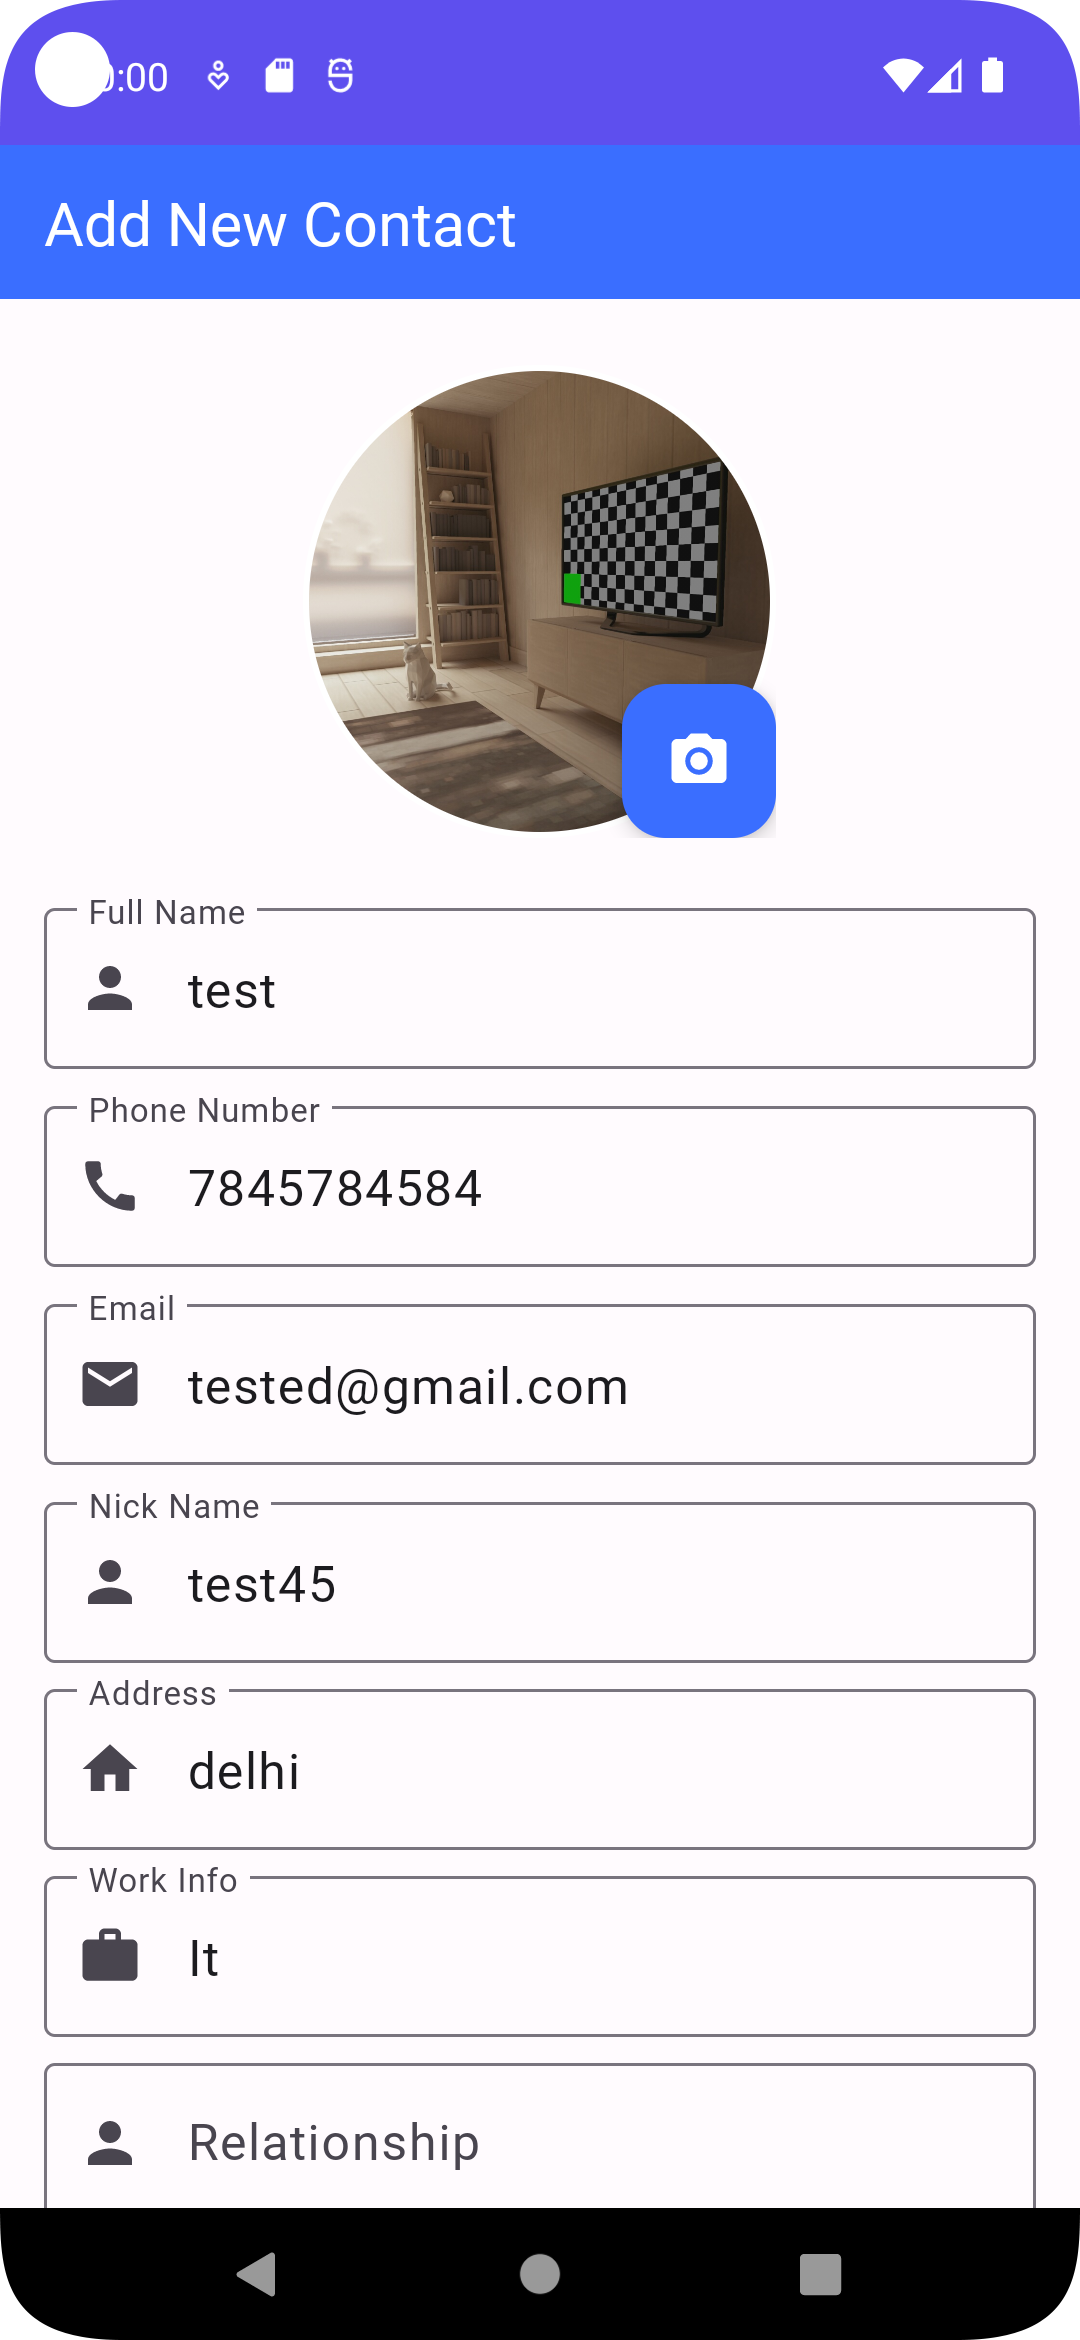 :00
Add New Contact
Full Name
test
Phone Number
7845784584
Email
tested@gmail.com
Nick Name
test45
Address
delhi
Work Info
It
Relationship